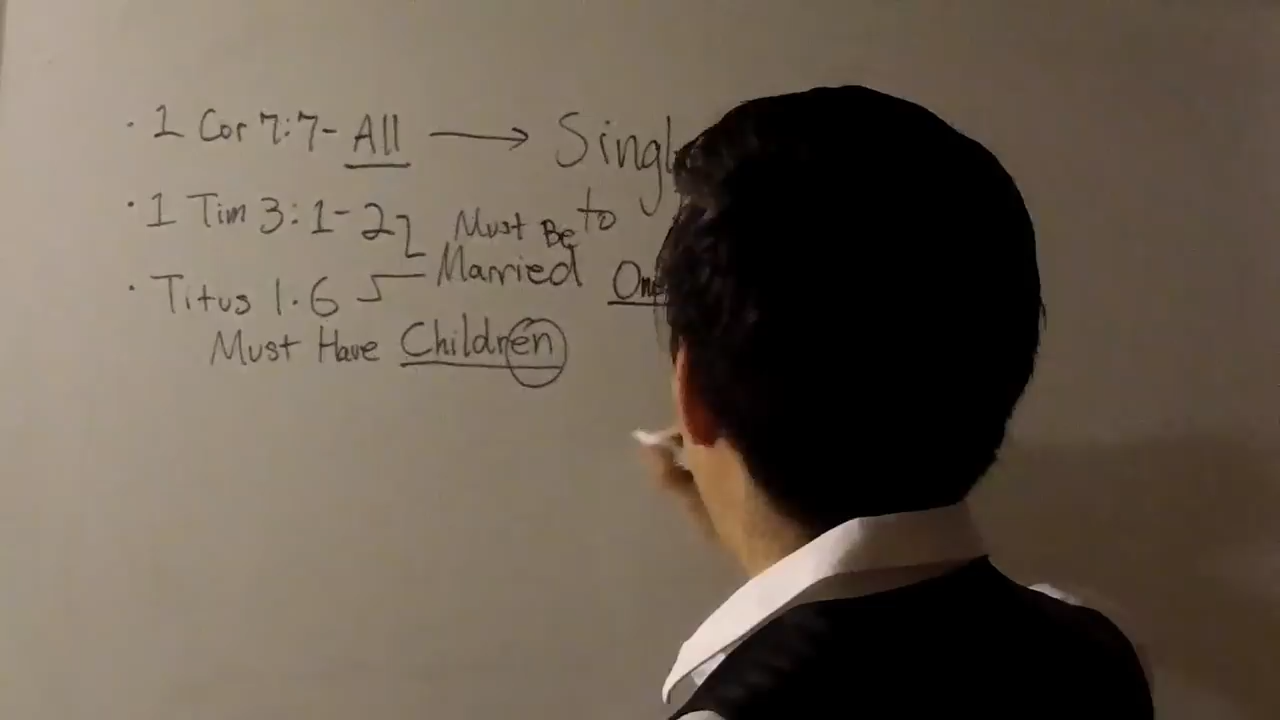 · 1 Cor 7:7- All → Singl
· 1 Tim 3:1-2 Must Be to
· Titus 1.6 Married One
Must Have Children